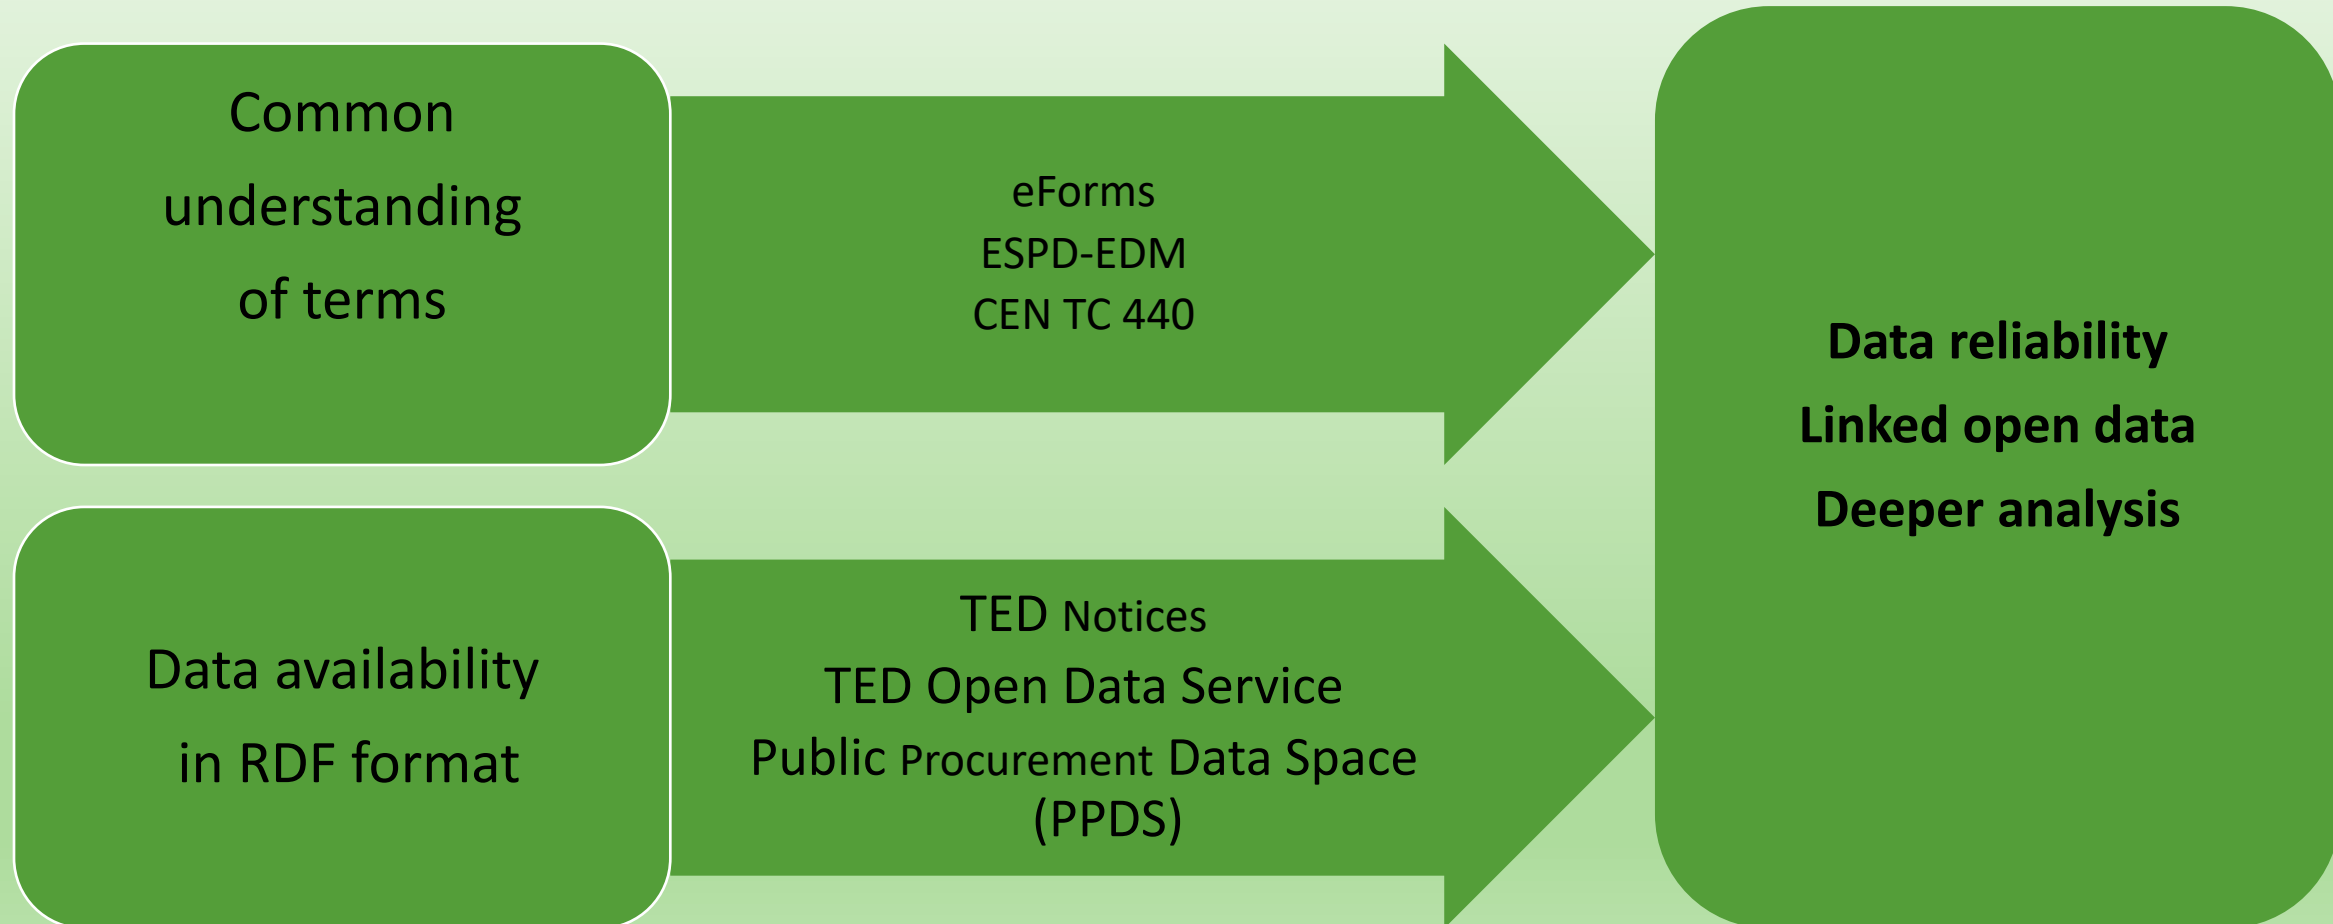 Common
understanding
of terms
eForms
ESPD-EDM
CEN TC 440
Data availability
in RDF format
TED Notices
TED Open Data Service
Public Procurement Data Space
(PPDS)
Data reliability
Linked open data
Deeper analysis